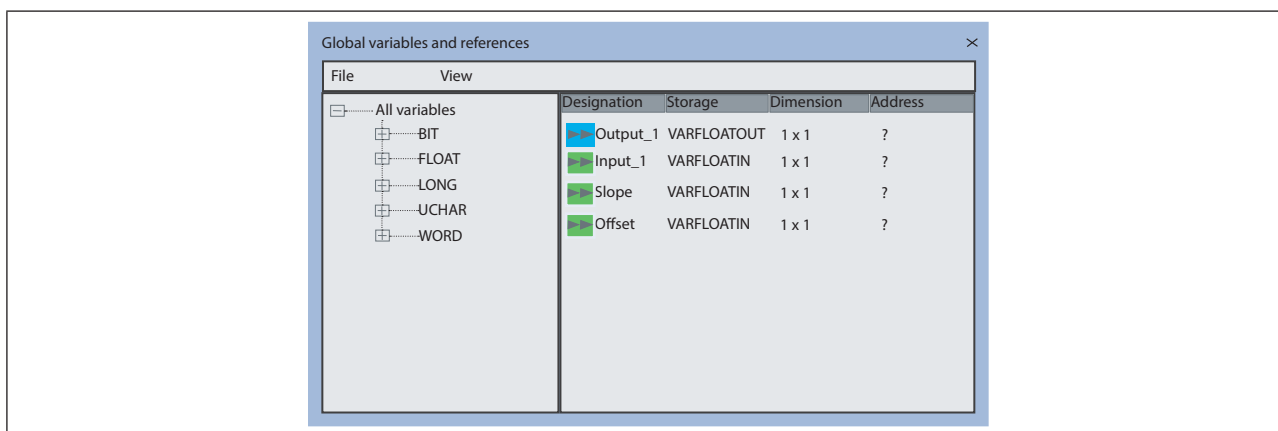 Global variables and references
File View
All variables
BIT
FLOAT
LONG
UCHAR
WORD
Designation Storage Dimension Address
Output_1 VARFLOATOUT 1 x 1 ?
Input_1 VARFLOATIN 1 x 1 ?
Slope VARFLOATIN 1 x 1 ?
Offset VARFLOATIN 1 x 1 ?